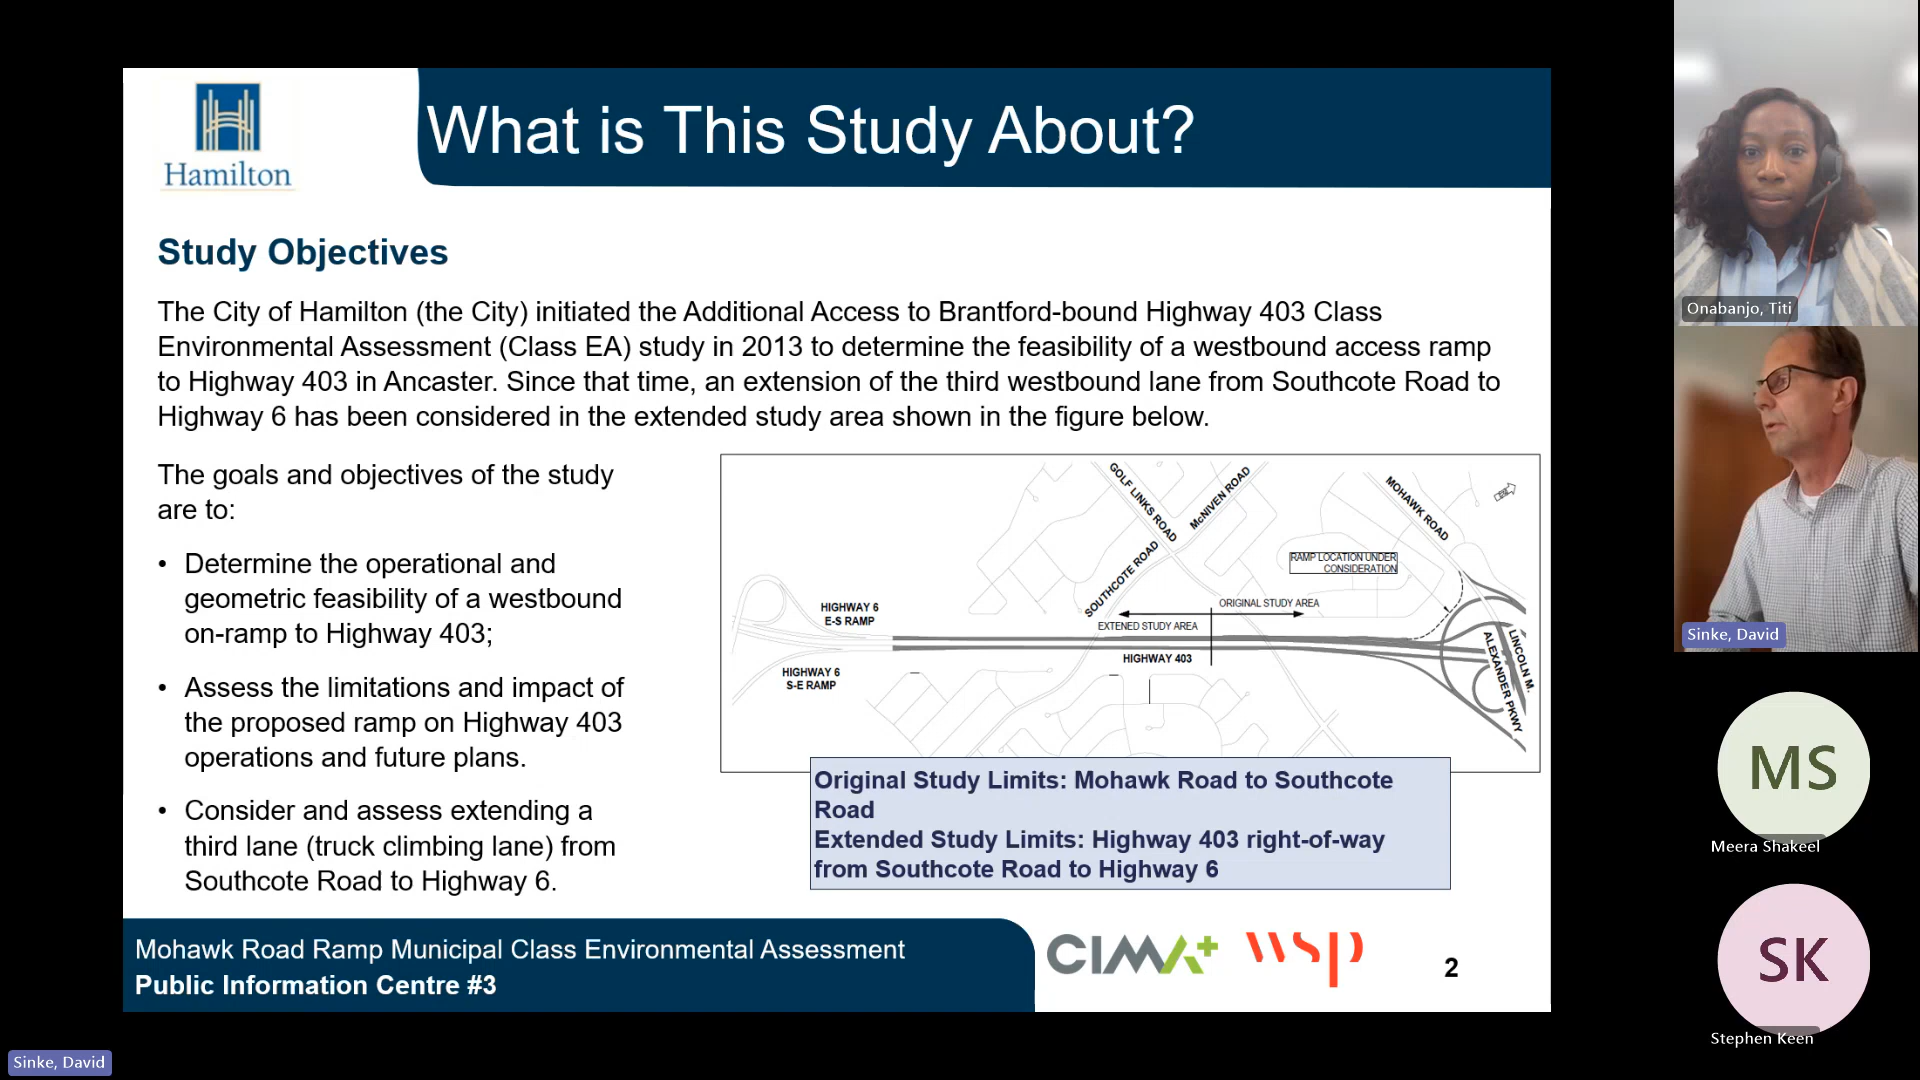 Hamilton
What is This Study About?
Study Objectives
The City of Hamilton (the City) initiated the Additional Access to Brantford-bound Highway 403 Class
Environmental Assessment (Class EA) study in 2013 to determine the feasibility of a westbound access ramp
to Highway 403 in Ancaster. Since that time, an extension of the third westbound lane from Southcote Road to
Highway 6 has been considered in the extended study area shown in the figure below.
The goals and objectives of the study
are to:
• Determine the operational and
geometric feasibility of a westbound
on-ramp to Highway 403;
• Assess the limitations and impact of
the proposed ramp on Highway 403
operations and future plans.
• Consider and assess extending a
third lane (truck climbing lane) from
Southcote Road to Highway 6.
GOLF LINKS ROAD
McNIVEN ROAD
MOHAWK ROAD
SOUTHCOTE ROAD
RAMP LOCATION UNDER
CONSIDERATION
HIGHWAY 6
E-S RAMP
ORIGINAL STUDY AREA
EXTENED STUDY AREA
HIGHWAY 403
HIGHWAY 6
S-E RAMP
LINCOLN M.
ALEXANDER PKWY
Original Study Limits: Mohawk Road to Southcote
Road
Extended Study Limits: Highway 403 right-of-way
from Southcote Road to Highway 6
Mohawk Road Ramp Municipal Class Environmental Assessment
Public Information Centre #3
CIMA+
wsp
2
Onabanjo, Titi
Sinke, David
MS
Meera Shakeel
SK
Stephen Keen
Sinke, David